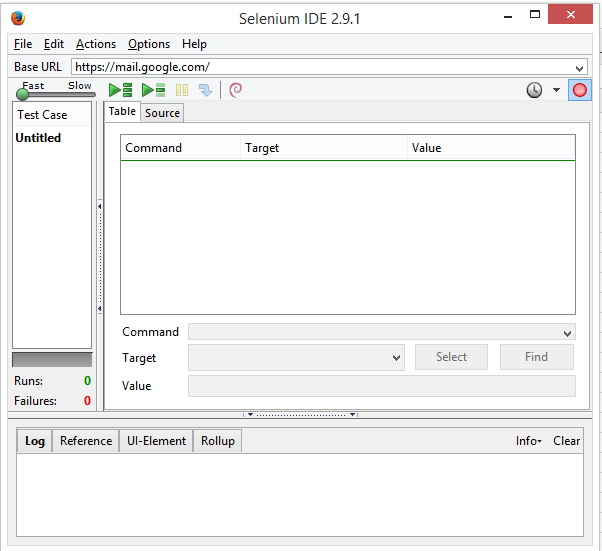 Selenium IDE 2.9.1
File Edit Actions Options Help
Base URL https://mail.google.com/
Fast Slow
Test Case
Untitled
Table Source
Command Target Value
Command
Target Select Find
Value
Runs: 0
Failures: 0
Log Reference UI-Element Rollup Info Clear